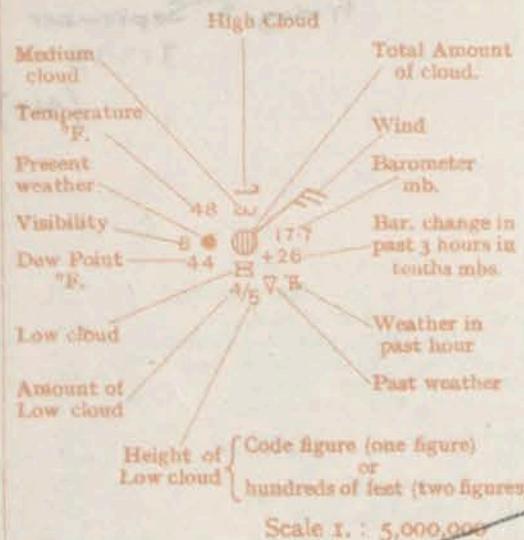 High Cloud
Medium
cloud
Total Amount
of cloud.
Temperature
°F.
Wind
Present
weather
Barometer
mb.
48
Visibility
8
177
Bar. change in
past 3 hours in
tenths mbs.
+26
Dew Point
°F.
44
4/5
Low cloud
Weather in
past hour
Past weather
Amount of
Low cloud
Height of
Low cloud
Code figure (one figure)
or
hundreds of feet (two figures
Scale 1. : 5,000,000